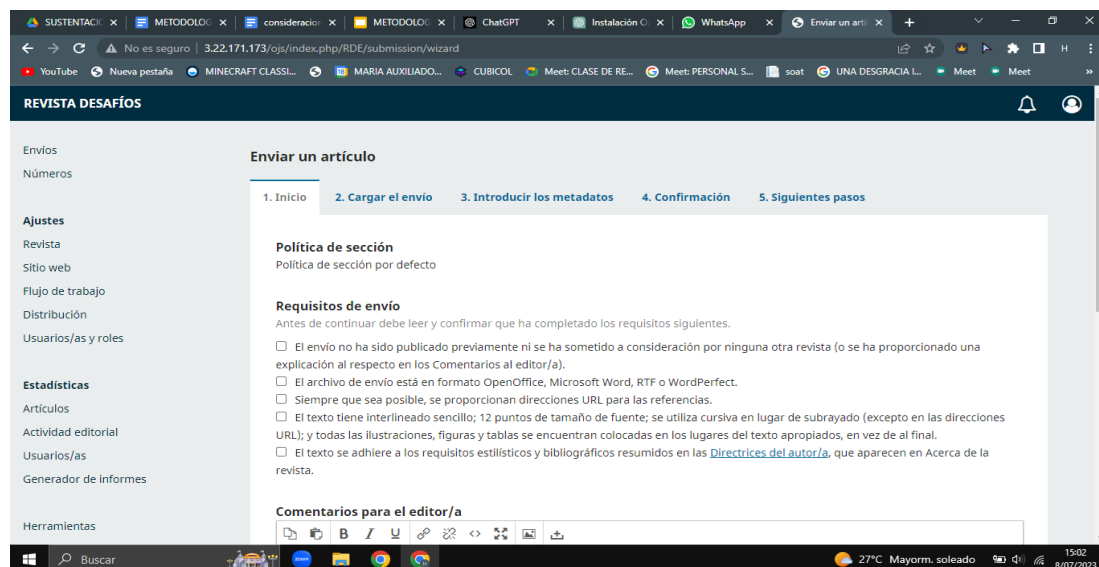 SUSTENTACIO
METODOLOG
consideracion
METODOLOG
ChatGPT
Instalación O
WhatsApp
Enviar un artí
No es seguro | 3.22.171.173/ojs/index.php/RDE/submission/wizard
H
YouTube
Nueva pestaña
MINECRAFT CLASSI...
MARIA AUXILIADO...
CUBICOL
Meet: CLASE DE RE...
Meet: PERSONAL S...
soat
UNA DESGRACIA I...
Meet
Meet
»
REVISTA DESAFÍOS
Envíos
Números
Ajustes
Revista
Sitio web
Flujo de trabajo
Distribución
Usuarios/as y roles
Estadísticas
Artículos
Actividad editorial
Usuarios/as
Generador de informes
Herramientas
Enviar un artículo
1. Inicio 2. Cargar el envío 3. Introducir los metadatos 4. Confirmación 5. Siguientes pasos
Política de sección
Política de sección por defecto
Requisitos de envío
Antes de continuar debe leer y confirmar que ha completado los requisitos siguientes.
El envío no ha sido publicado previamente ni se ha sometido a consideración por ninguna otra revista (o se ha proporcionado una
explicación al respecto en los Comentarios al editor/a).
El archivo de envío está en formato OpenOffice, Microsoft Word, RTF o WordPerfect.
Siempre que sea posible, se proporcionan direcciones URL para las referencias.
El texto tiene interlineado sencillo; 12 puntos de tamaño de fuente; se utiliza cursiva en lugar de subrayado (excepto en las direcciones
URL); y todas las ilustraciones, figuras y tablas se encuentran colocadas en los lugares del texto apropiados, en vez de al final.
El texto se adhiere a los requisitos estilísticos y bibliográficos resumidos en las Directrices del autor/a, que aparecen en Acerca de la
revista.
Comentarios para el editor/a
B I U
Buscar
zoom
27°C Mayorm. soleado
15:02
8/07/2023